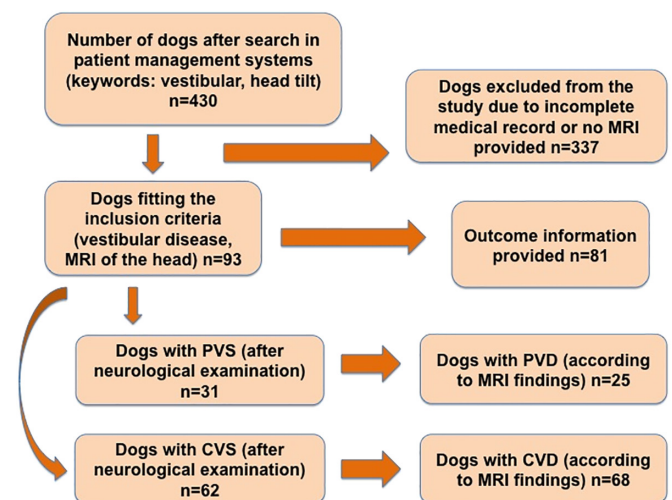 Number of dogs after search in
patient management systems
(keywords: vestibular, head tilt)
n=430
Dogs excluded from the
study due to incomplete
medical record or no MRI
provided n=337
Dogs fitting the
inclusion criteria
(vestibular disease,
MRI of the head) n=93
Outcome information
provided n=81
Dogs with PVS (after
neurological examination)
n=31
Dogs with PVD (according
to MRI findings) n=25
Dogs with CVS (after
neurological examination)
n=62
Dogs with CVD (according
to MRI findings) n=68